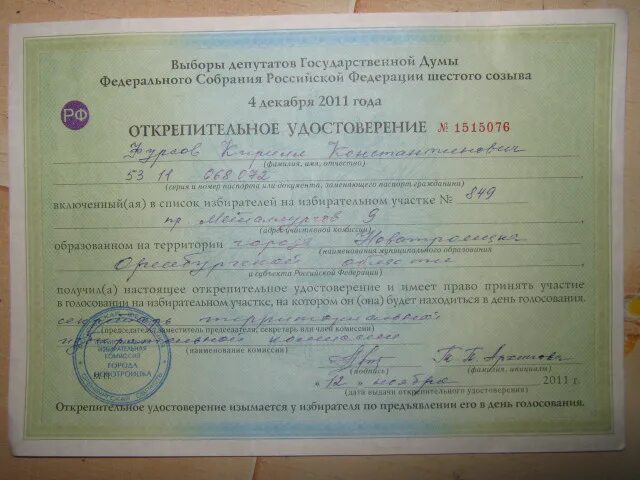 Выборы депутатов Государственной Думы
Федерального Собрания Российской Федерации шестого созыва
4 декабря 2011 года
РФ
ОТКРЕПИТЕЛЬНОЕ УДОСТОВЕРЕНИЕ № 1515076
Фурсов Кирилл Константинович
(фамилия, имя, отчество)
53 11 068072
(серия и номер паспорта или документа, заменяющего паспорт гражданина)
включенный(ая) в список избирателей на избирательном участке № 849
пр. Металлургов 9
(адрес участковой комиссии)
образованном на территории города Новотроицка
(наименования муниципального образования
Оренбургской области
и субъекта Российской Федерации)
получил(а) настоящее открепительное удостоверение и имеет право принять участие
в голосовании на избирательном участке, на котором он (она) будет находиться в день голосования.
секретарь территориальной
(председатель, заместитель председателя, секретарь или член комиссии)
избирательной комиссии
(наименование комиссии)
ИЗБИРАТЕЛЬНАЯ
КОМИССИЯ
ГОРОДА
НОВОТРОИЦКА
М.П.
(подпись) (фамилия, инициалы)
"12" ноября 2011 г.
(дата выдачи открепительного удостоверения)
Открепительное удостоверение изымается у избирателя по предъявлении его в день голосования.